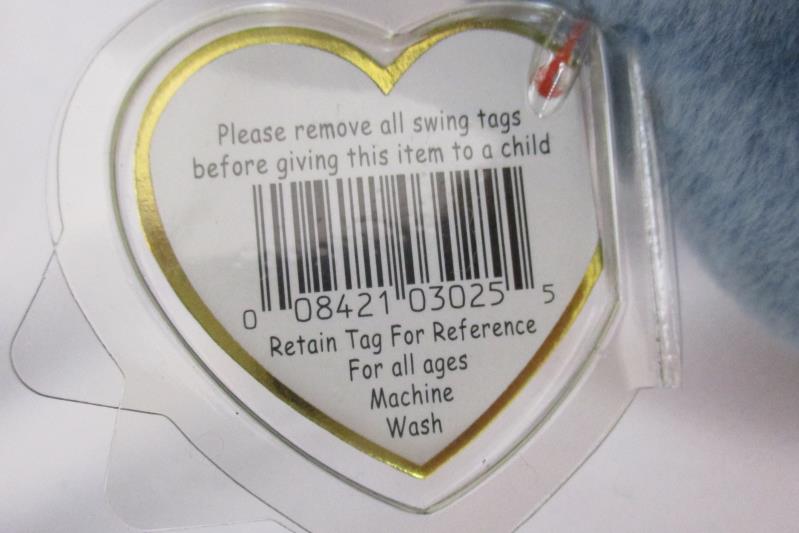 Please remove all swing tags
before giving this item to a child
0 08421 03025 5
Retain Tag For Reference
For all ages
Machine
Wash